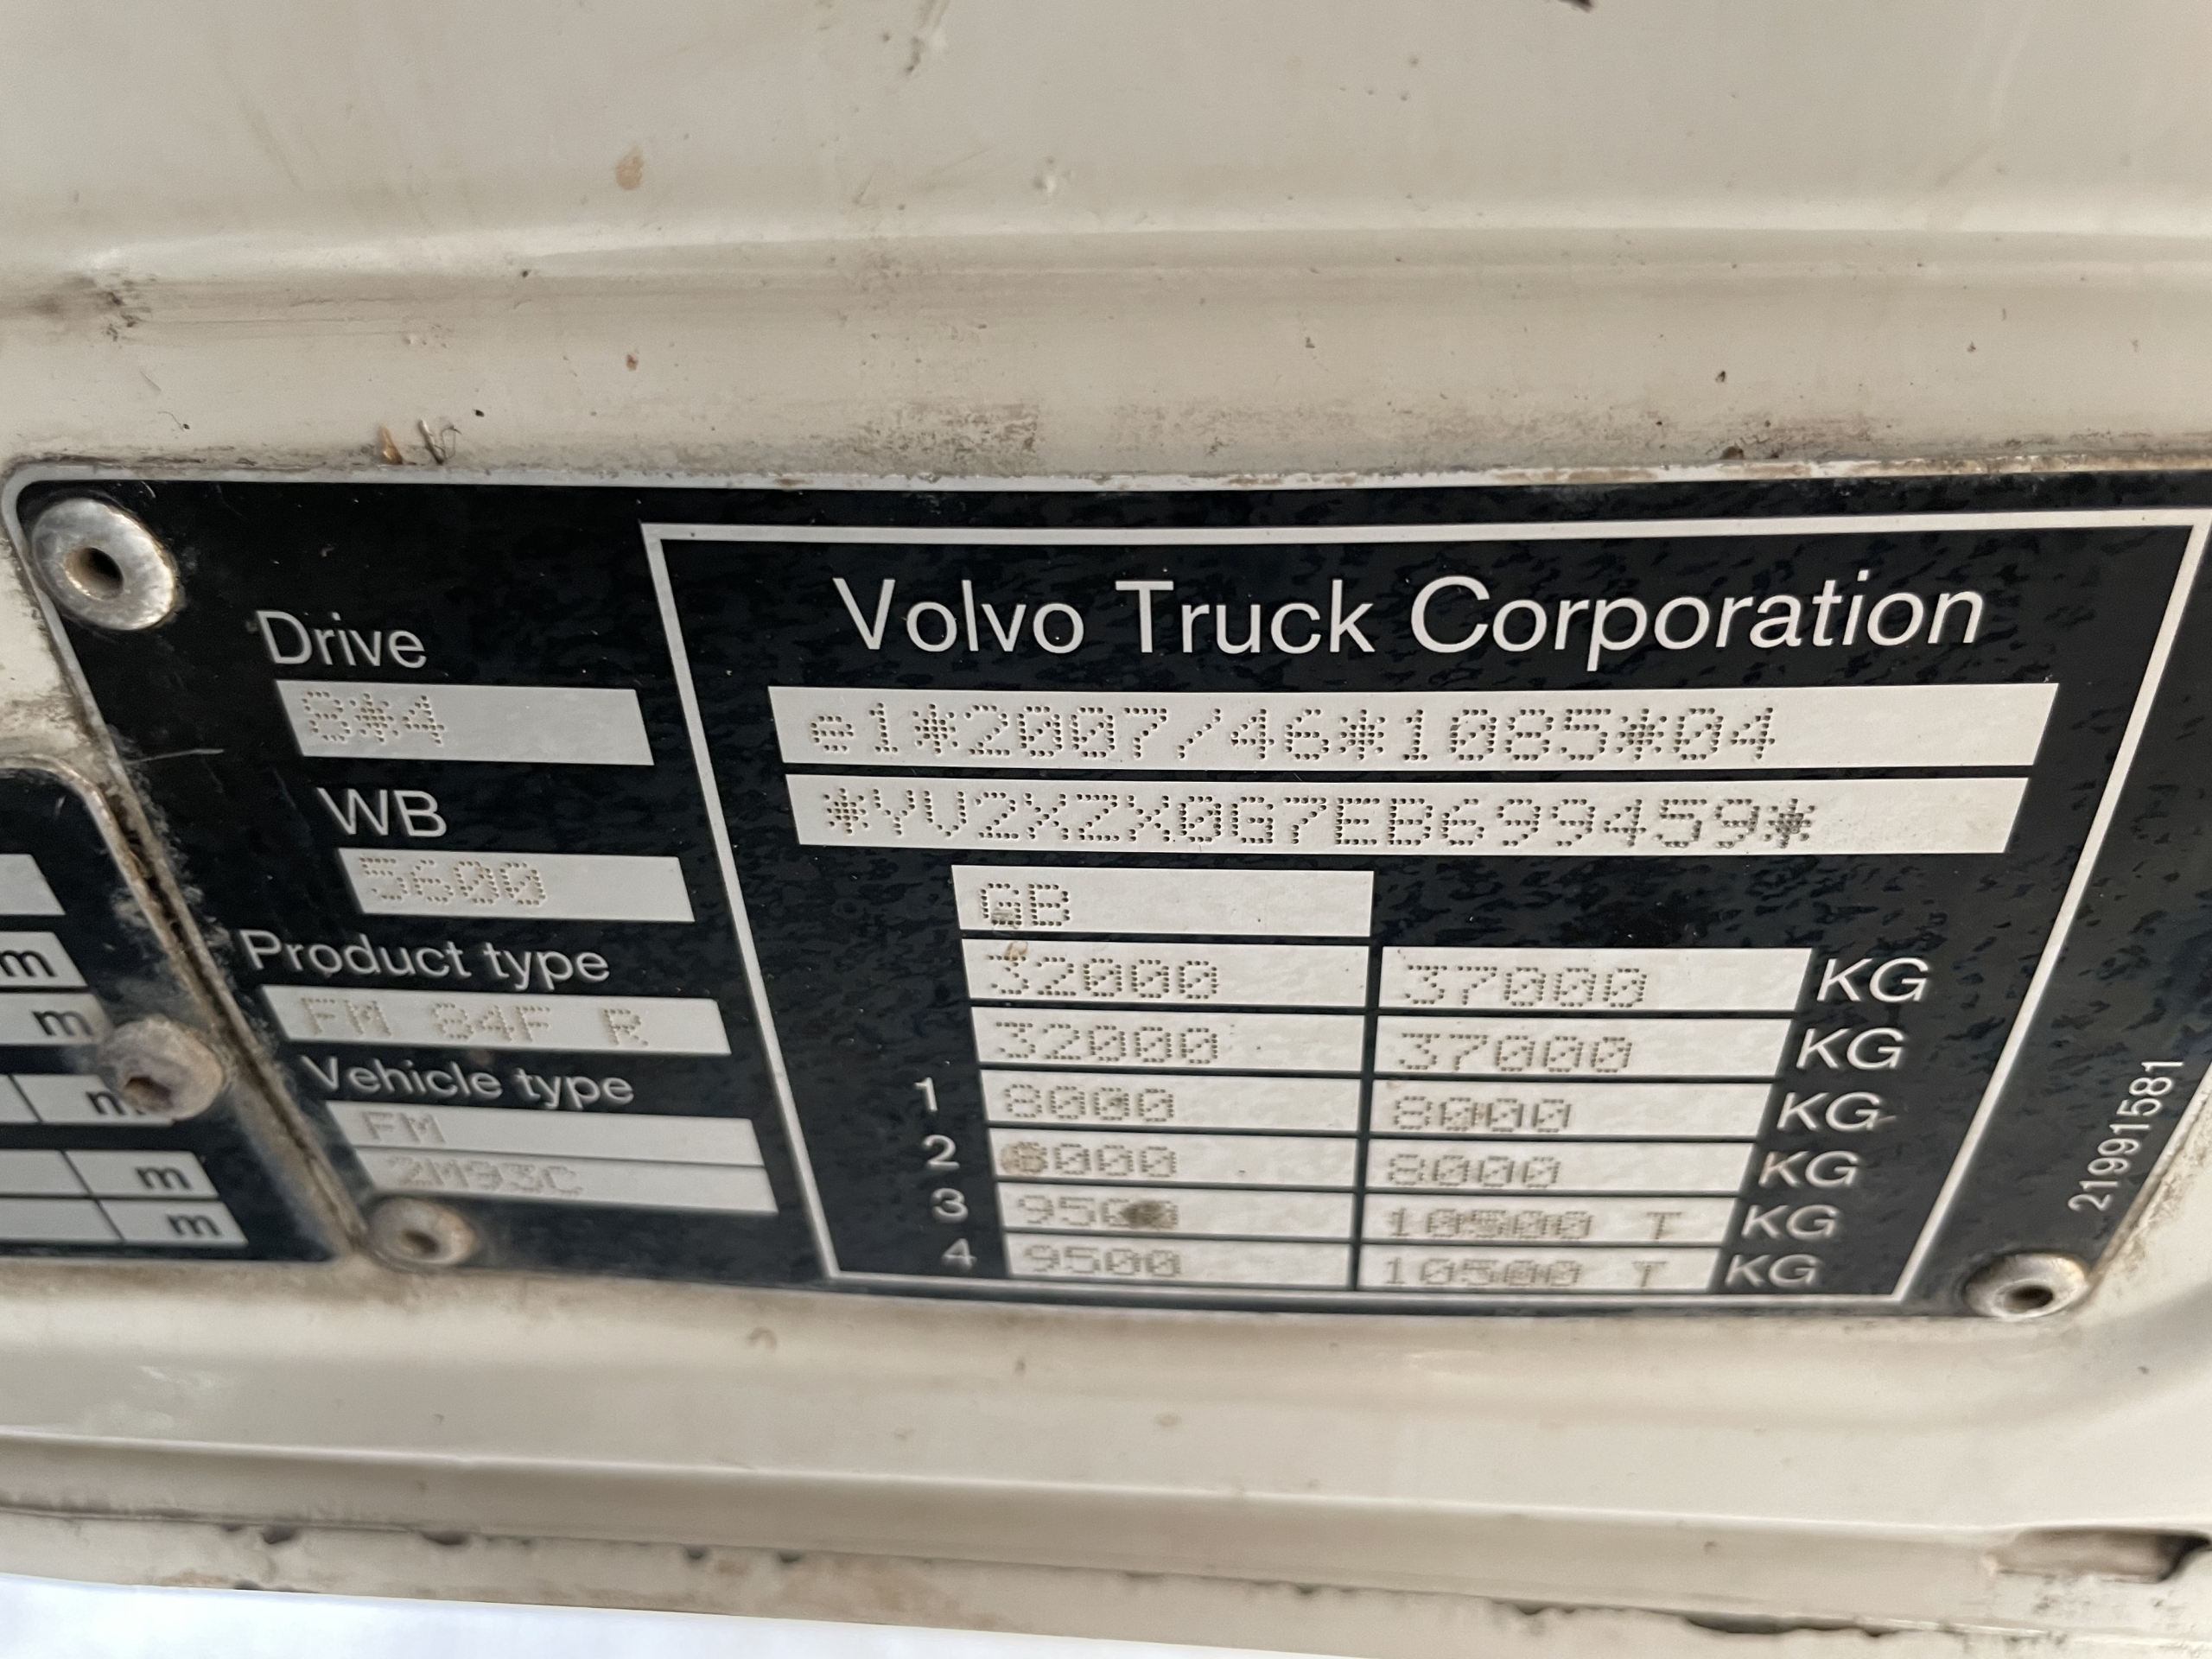 Drive
8*4
WB
5600
Product type
FM 84F R
Vehicle type
FM
2M93C
Volvo Truck Corporation
e1*2007/46*1085*04
*YV2XZX0G7EB699459*
GB
32000 37000 KG
32000 37000 KG
1 8000 8000 KG
2 8000 8000 KG
3 9500 10500 T KG
4 9500 10500 T KG
21991581
m
m
m
m
m